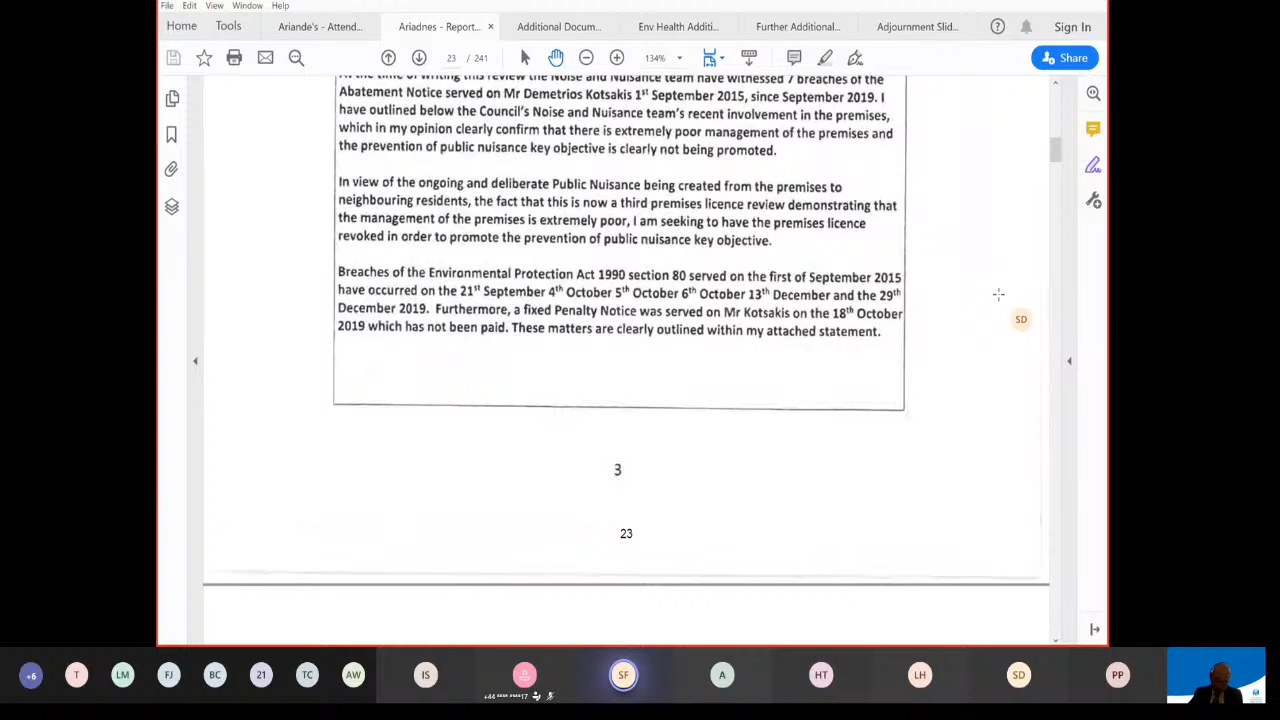 File Edit View Window Help
Home Tools Ariande's - Attend... Ariadnes - Report... × Additional Docum... Env Health Additi... Further Additional... Adjournment Slid... Sign In
23 / 241 134% Share
At the time of writing this review the Noise and Nuisance team have witnessed 7 breaches of the
Abatement Notice served on Mr Demetrios Kotsakis 1st September 2015, since September 2019. I
have outlined below the Council's Noise and Nuisance team's recent involvement in the premises,
which in my opinion clearly confirm that there is extremely poor management of the premises and
the prevention of public nuisance key objective is clearly not being promoted.
In view of the ongoing and deliberate Public Nuisance being created from the premises to
neighbouring residents, the fact that this is now a third premises licence review demonstrating that
the management of the premises is extremely poor, I am seeking to have the premises licence
revoked in order to promote the prevention of public nuisance key objective.
Breaches of the Environmental Protection Act 1990 section 80 served on the first of September 2015
have occurred on the 21st September 4th October 5th October 6th October 13th December and the 29th
December 2019. Furthermore, a fixed Penalty Notice was served on Mr Kotsakis on the 18th October
2019 which has not been paid. These matters are clearly outlined within my attached statement.
SD
3
23
+6 T LM FJ BC 21 TC AW IS SF A HT LH SD PP
+44 **** ****17